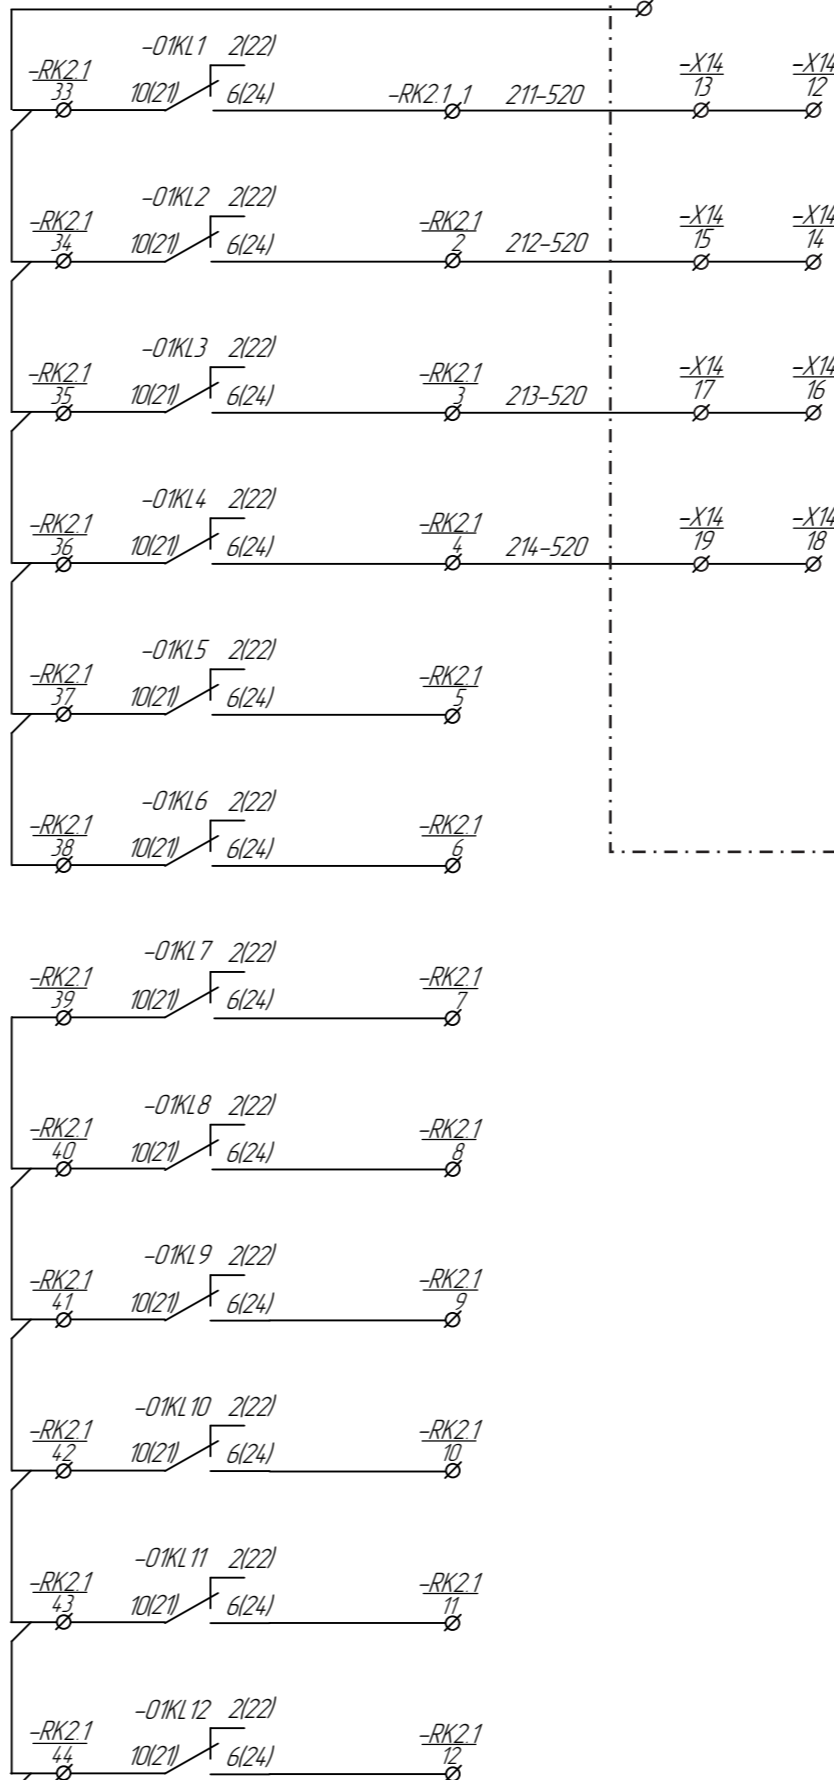 -01KL1 2(22)
-RK2.1 33 10(21) 6(24) -RK2.1 1 211-520 -X14 13 -X14 12
-01KL2 2(22)
-RK2.1 34 10(21) 6(24) -RK2.1 2 212-520 -X14 15 -X14 14
-01KL3 2(22)
-RK2.1 35 10(21) 6(24) -RK2.1 3 213-520 -X14 17 -X14 16
-01KL4 2(22)
-RK2.1 36 10(21) 6(24) -RK2.1 4 214-520 -X14 19 -X14 18
-01KL5 2(22)
-RK2.1 37 10(21) 6(24) -RK2.1 5
-01KL6 2(22)
-RK2.1 38 10(21) 6(24) -RK2.1 6
-01KL7 2(22)
-RK2.1 39 10(21) 6(24) -RK2.1 7
-01KL8 2(22)
-RK2.1 40 10(21) 6(24) -RK2.1 8
-01KL9 2(22)
-RK2.1 41 10(21) 6(24) -RK2.1 9
-01KL10 2(22)
-RK2.1 42 10(21) 6(24) -RK2.1 10
-01KL11 2(22)
-RK2.1 43 10(21) 6(24) -RK2.1 11
-01KL12 2(22)
-RK2.1 44 10(21) 6(24) -RK2.1 12